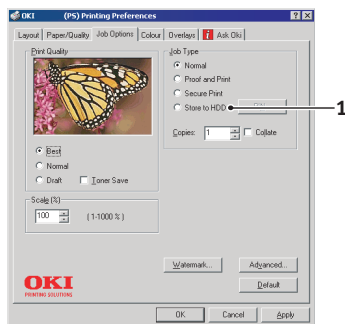 OKI (PS) Printing Preferences
Layout Paper/Quality Job Options Colour Overlays Ask Oki
Print Quality
Best
Normal
Draft Toner Save
Scale (%)
100 (1-1000 %)
Job Type
Normal
Proof and Print
Secure Print
Store to HDD
1
Copies: 1 Collate
Watermark... Advanced...
Default
OKI
PRINTING SOLUTIONS
OK Cancel Apply